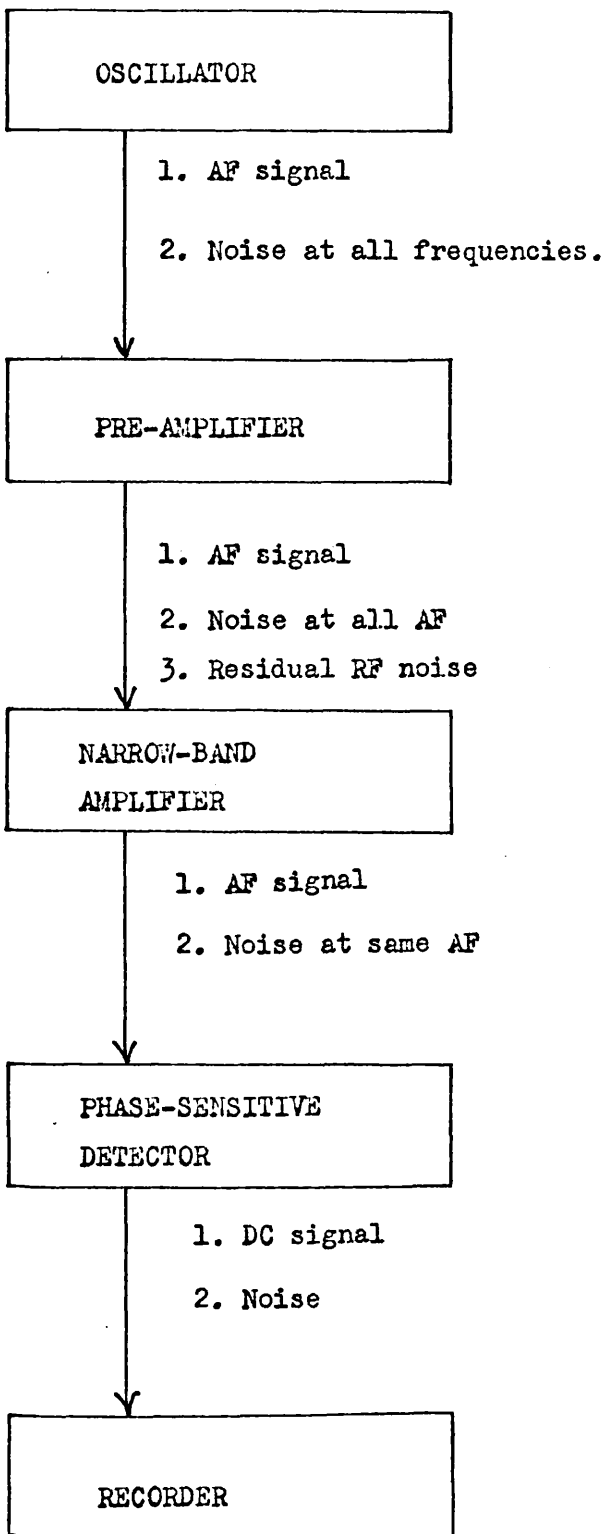 OSCILLATOR
1. AF signal
2. Noise at all frequencies.
PRE-AMPLIFIER
1. AF signal
2. Noise at all AF
3. Residual RF noise
NARROW-BAND
AMPLIFIER
1. AF signal
2. Noise at same AF
PHASE-SENSITIVE
DETECTOR
1. DC signal
2. Noise
RECORDER